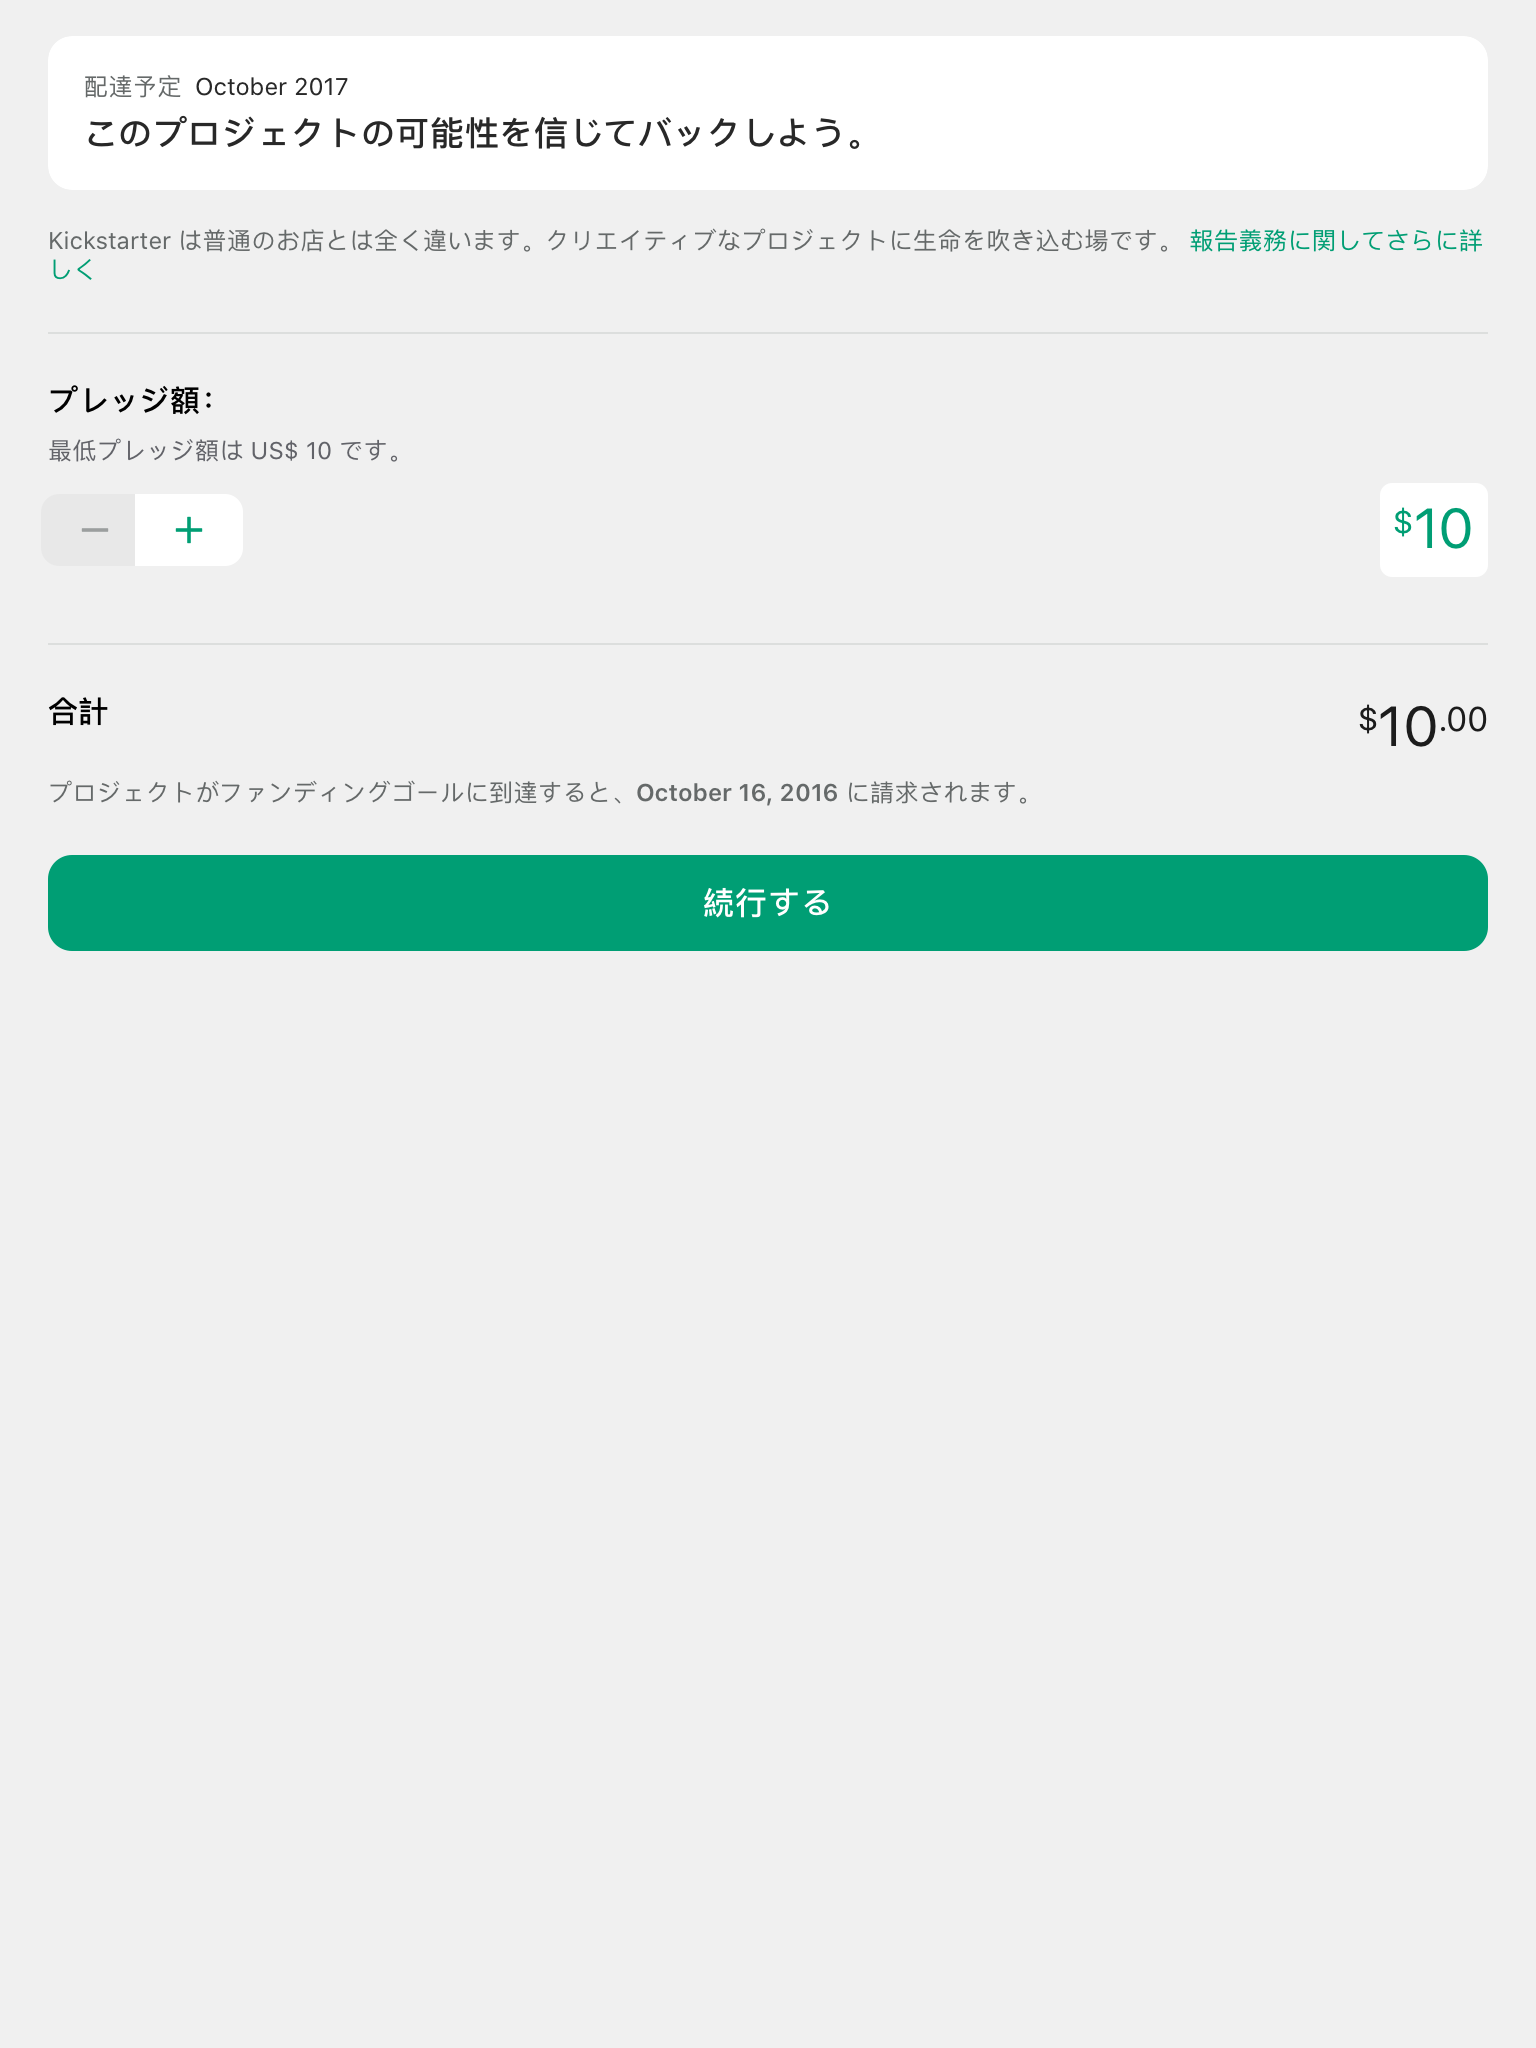 配達予定 October 2017
このプロジェクトの可能性を信じてバックしよう。
Kickstarter は普通のお店とは全く違います。クリエイティブなプロジェクトに生命を吹き込む場です。 報告義務に関してさらに詳
しく
プレッジ額：
最低プレッジ額は US$ 10 です。
− + $10
合計 $10.00
プロジェクトがファンディングゴールに到達すると、October 16, 2016 に請求されます。
続行する